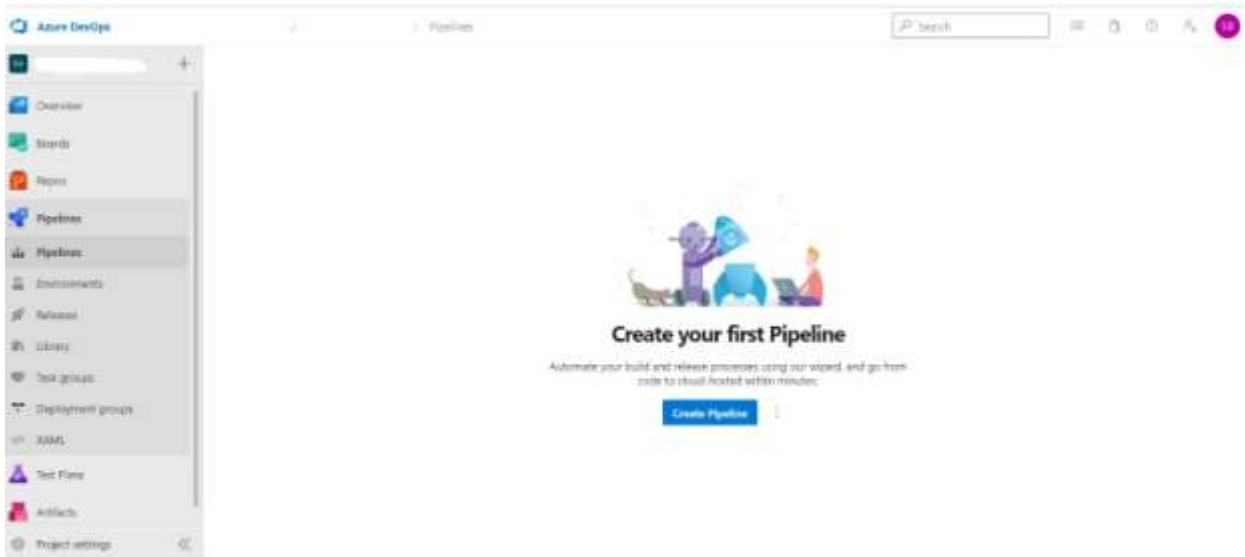 Azure DevOps
/
/ Pipelines
Search
Overview
Boards
Repos
Pipelines
Pipelines
Environments
Releases
Library
Task groups
Deployment groups
XAML
Test Plans
Artifacts
Project settings
Create your first Pipeline
Automate your build and release processes using our wizard, and go from
code to cloud-hosted within minutes.
Create Pipeline